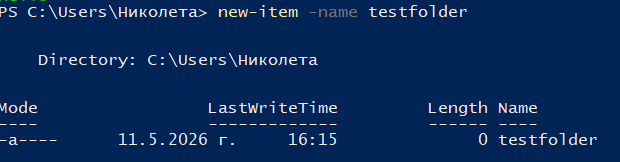 PS C:\Users\Николета> new-item -name testfolder
Directory: C:\Users\Николета
Mode LastWriteTime Length Name
---- ------------- ------ ----
-a---- 11.5.2026 г. 16:15 0 testfolder